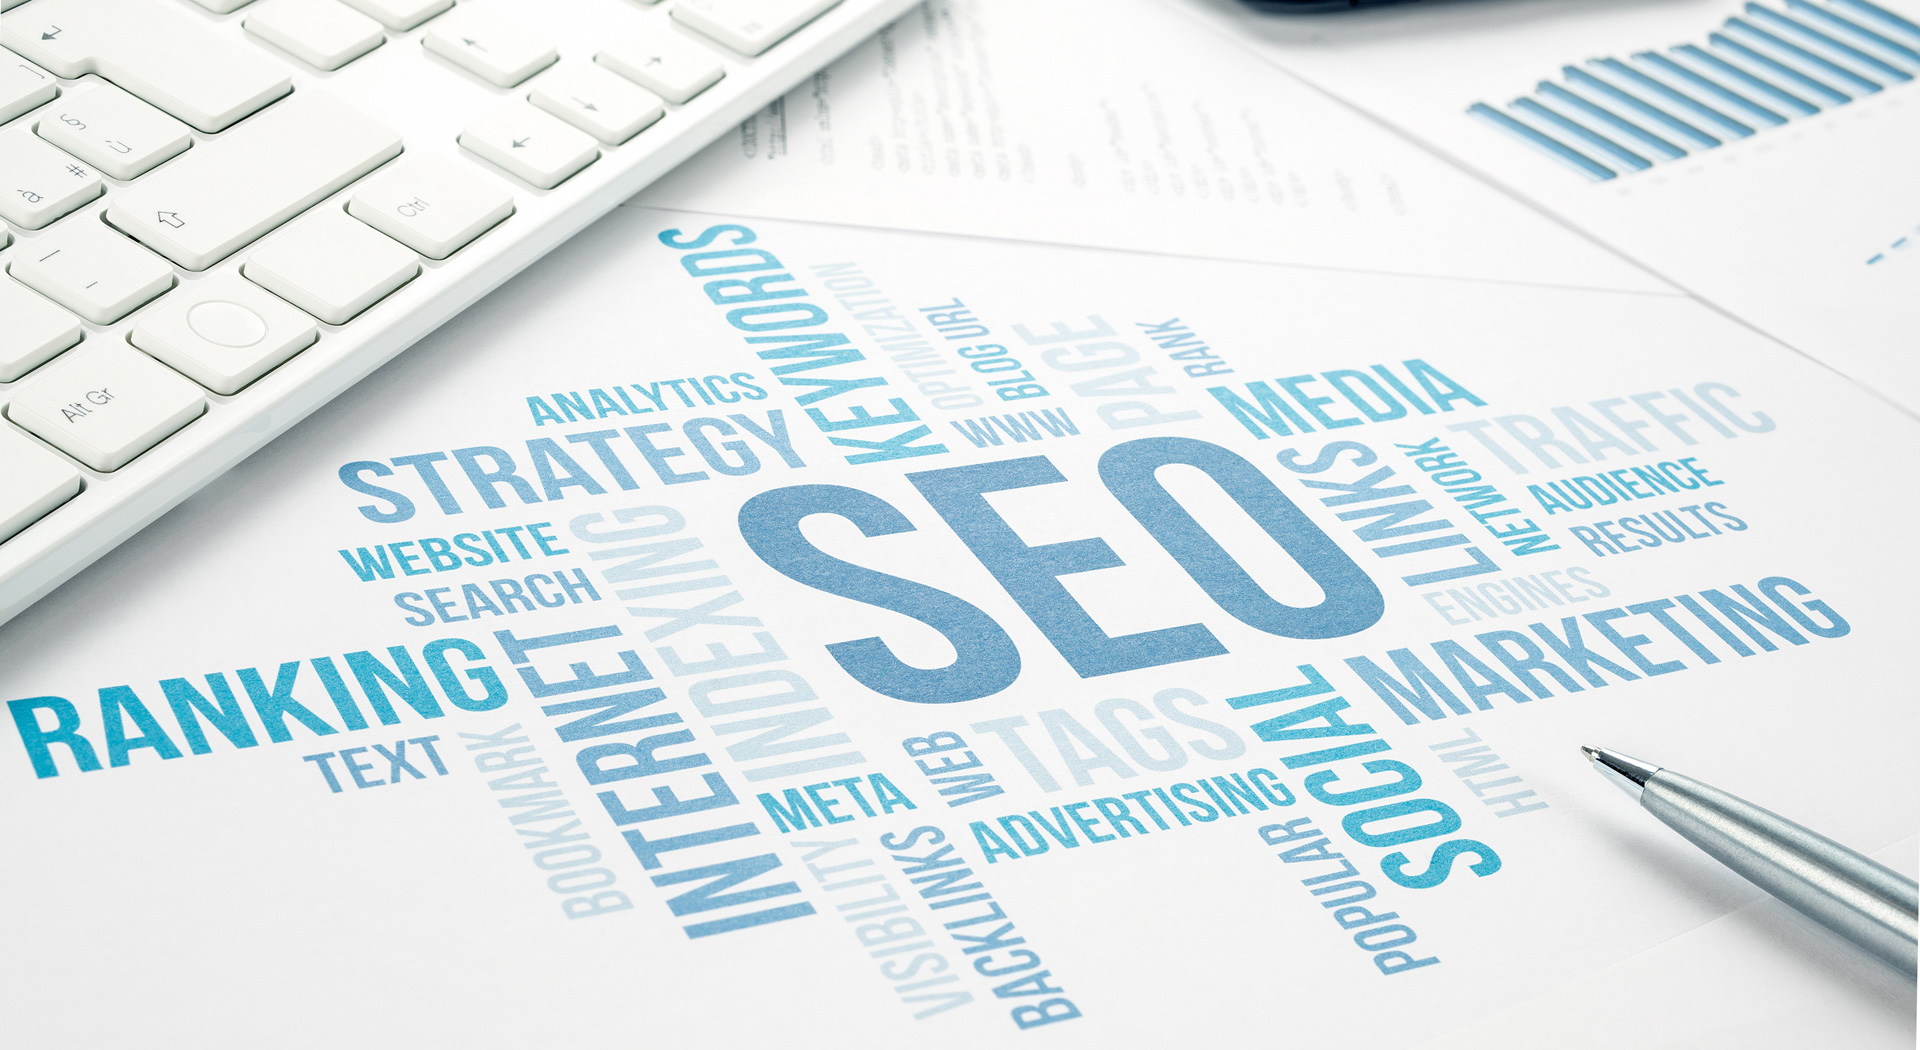 Alt Gr
Ctrl
KEYWORDS
OPTIMIZATION
URL
BLOG
PAGE
RANK
ANALYTICS
STRATEGY
WWW
MEDIA
TRAFFIC
SEO
LINKS
NETWORK
AUDIENCE
RESULTS
WEBSITE
SEARCH
INDEXING
ENGINES
MARKETING
RANKING
INTERNET
TEXT
BOOKMARK
META
WEB
TAGS
SOCIAL
HTML
ADVERTISING
VISIBILITY
BACKLINKS
POPULAR